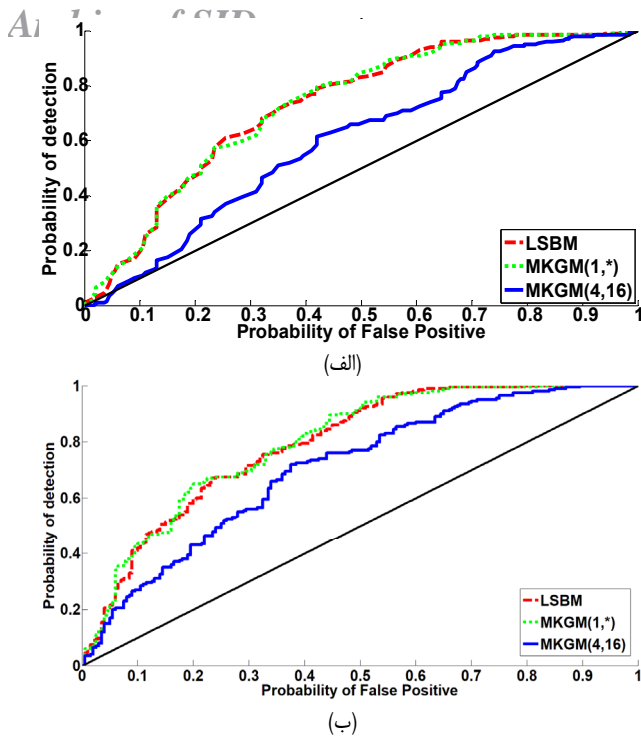 Archive of SID
1
0.8
0.6
0.4
0.2
0
Probability of detection
0 0.1 0.2 0.3 0.4 0.5 0.6 0.7 0.8 0.9 1
Probability of False Positive
LSBM
MKGM(1,*)
MKGM(4,16)
(الف)
1
0.8
0.6
0.4
0.2
0
Probability of detection
0.1 0.2 0.3 0.4 0.5 0.6 0.7 0.8 0.9 1
Probability of False Positive
LSBM
MKGM(1,*)
MKGM(4,16)
(ب)